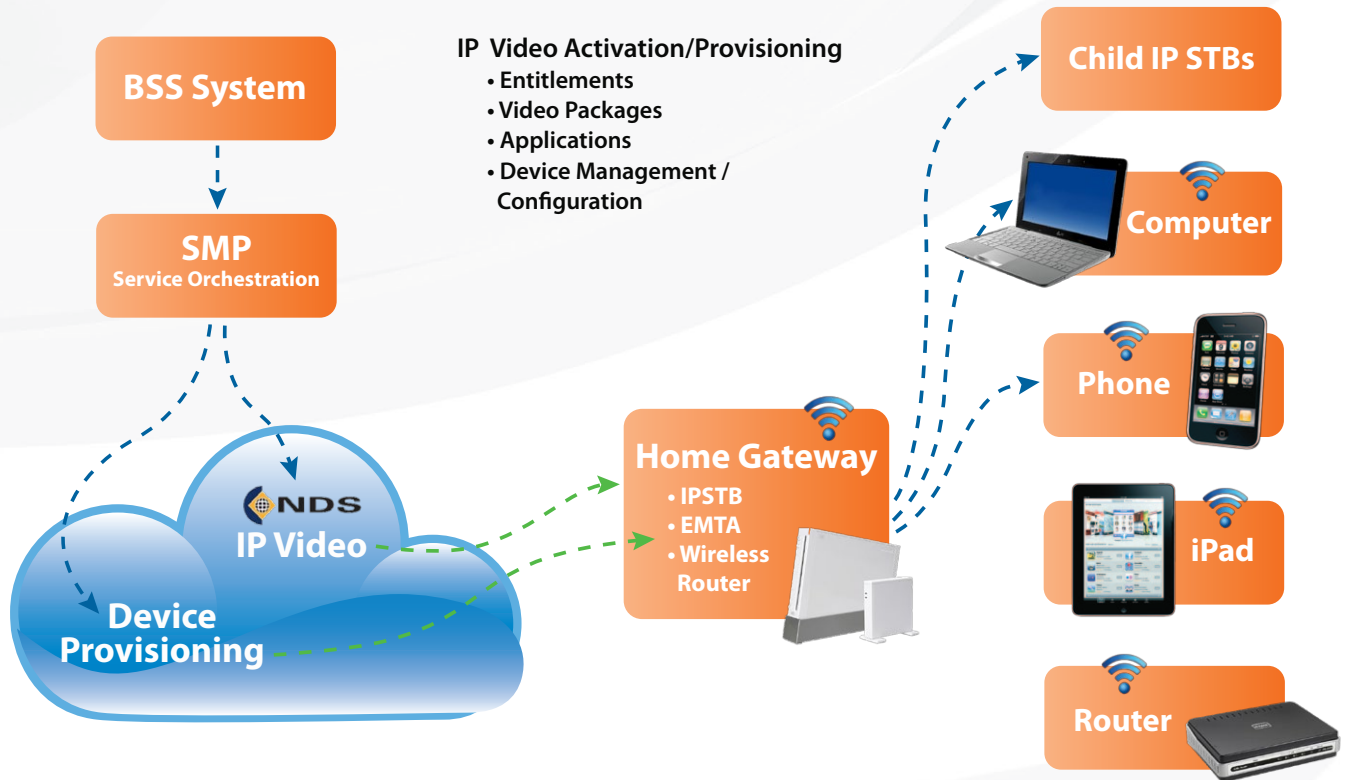 BSS System
SMP
Service Orchestration
IP Video Activation/Provisioning
• Entitlements
• Video Packages
• Applications
• Device Management /
Configuration
NDS
IP Video
Device
Provisioning
Home Gateway
• IPSTB
• EMTA
• Wireless
Router
Child IP STBs
Computer
Phone
iPad
Router